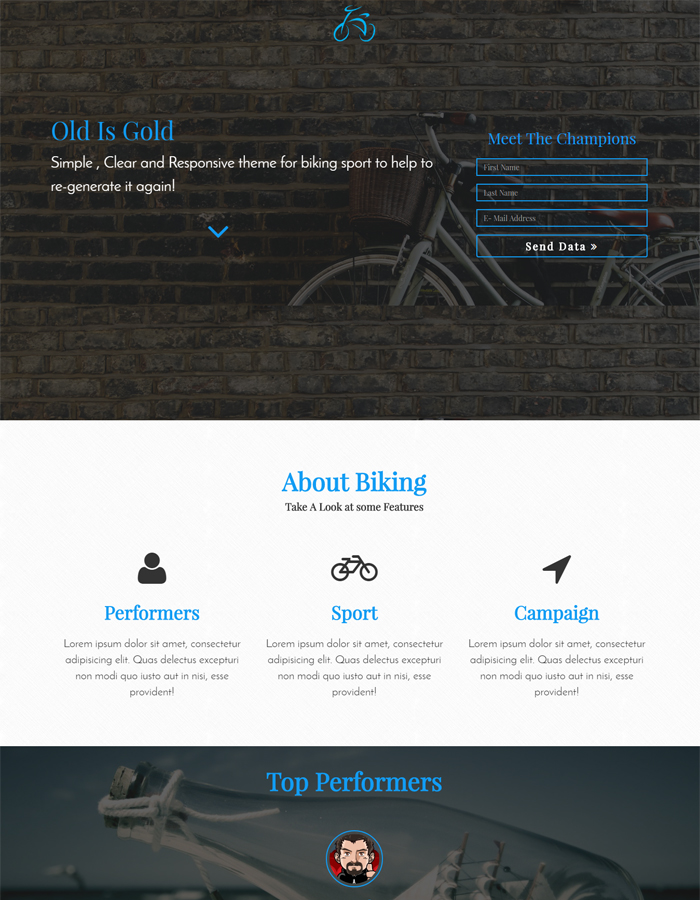 Old Is Gold
Simple , Clear and Responsive theme for biking sport to help to
re-generate it again!
Meet The Champions
First Name
Last Name
E- Mail Address
Send Data »
About Biking
Take A Look at some Features
Performers
Lorem ipsum dolor sit amet, consectetur
adipisicing elit. Quas delectus excepturi
non modi quo iusto aut in nisi, esse
provident!
Sport
Lorem ipsum dolor sit amet, consectetur
adipisicing elit. Quas delectus excepturi
non modi quo iusto aut in nisi, esse
provident!
Campaign
Lorem ipsum dolor sit amet, consectetur
adipisicing elit. Quas delectus excepturi
non modi quo iusto aut in nisi, esse
provident!
Top Performers